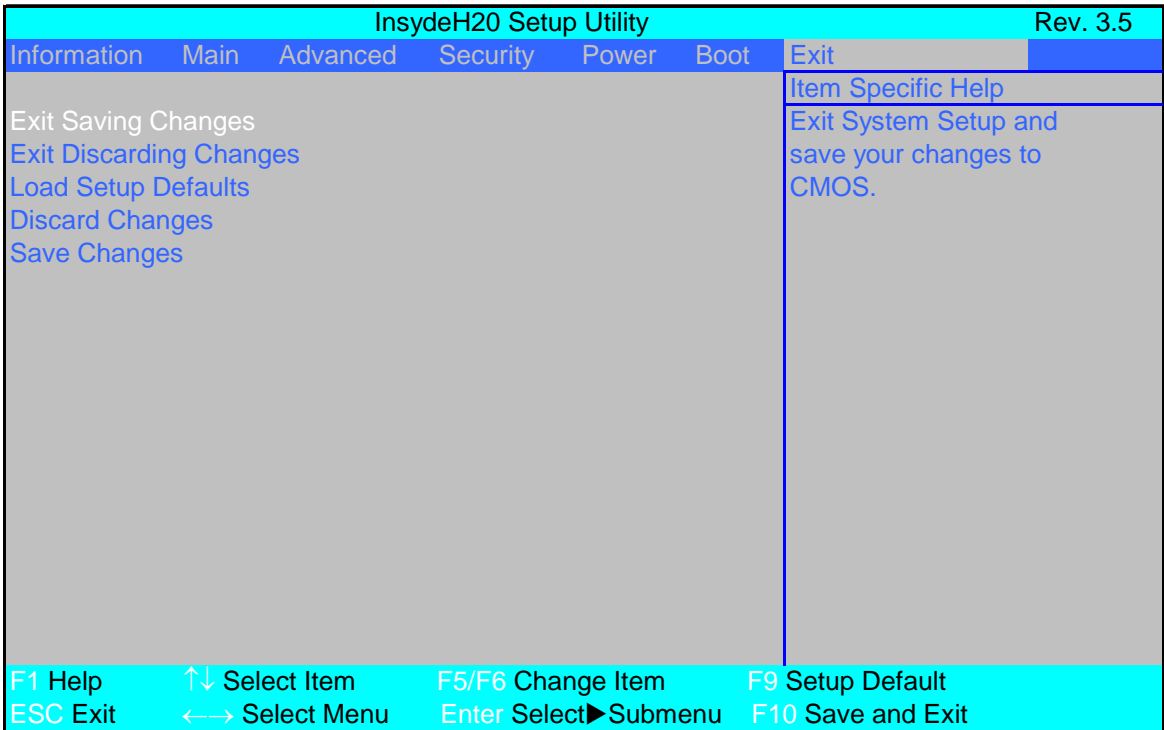 InsydeH20 Setup Utility Rev. 3.5
Information Main Advanced Security Power Boot Exit
Item Specific Help
Exit Saving Changes
Exit Discarding Changes
Load Setup Defaults
Discard Changes
Save Changes
Exit System Setup and
save your changes to
CMOS.
F1 Help ↑↓ Select Item F5/F6 Change Item F9 Setup Default
ESC Exit ←→ Select Menu Enter Select▶Submenu F10 Save and Exit